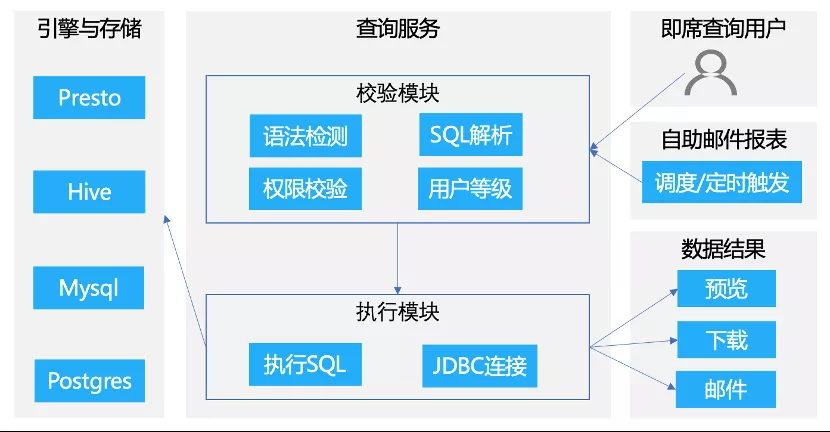 引擎与存储
Presto
Hive
Mysql
Postgres
查询服务
校验模块
语法检测
SQL解析
权限校验
用户等级
执行模块
执行SQL
JDBC连接
即席查询用户
自助邮件报表
调度/定时触发
数据结果
预览
下载
邮件